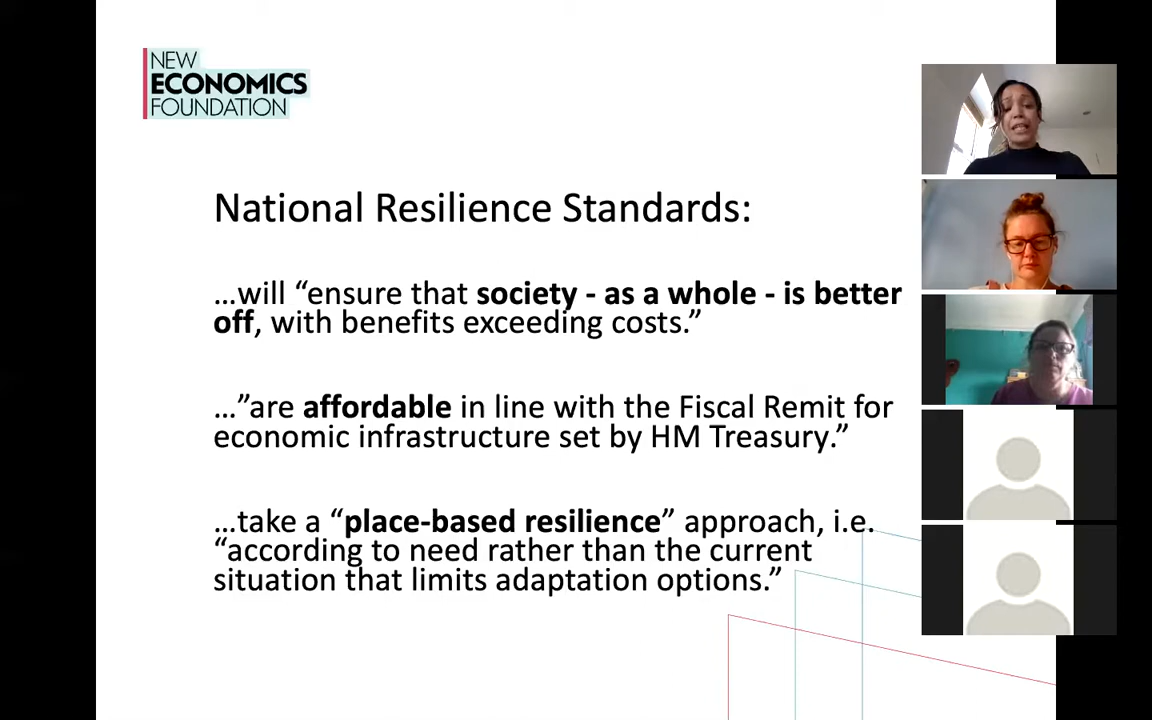 NEW
ECONOMICS
FOUNDATION
National Resilience Standards:
…will “ensure that society - as a whole - is better
off, with benefits exceeding costs.”
…”are affordable in line with the Fiscal Remit for
economic infrastructure set by HM Treasury.”
…take a “place-based resilience” approach, i.e.
“according to need rather than the current
situation that limits adaptation options.”